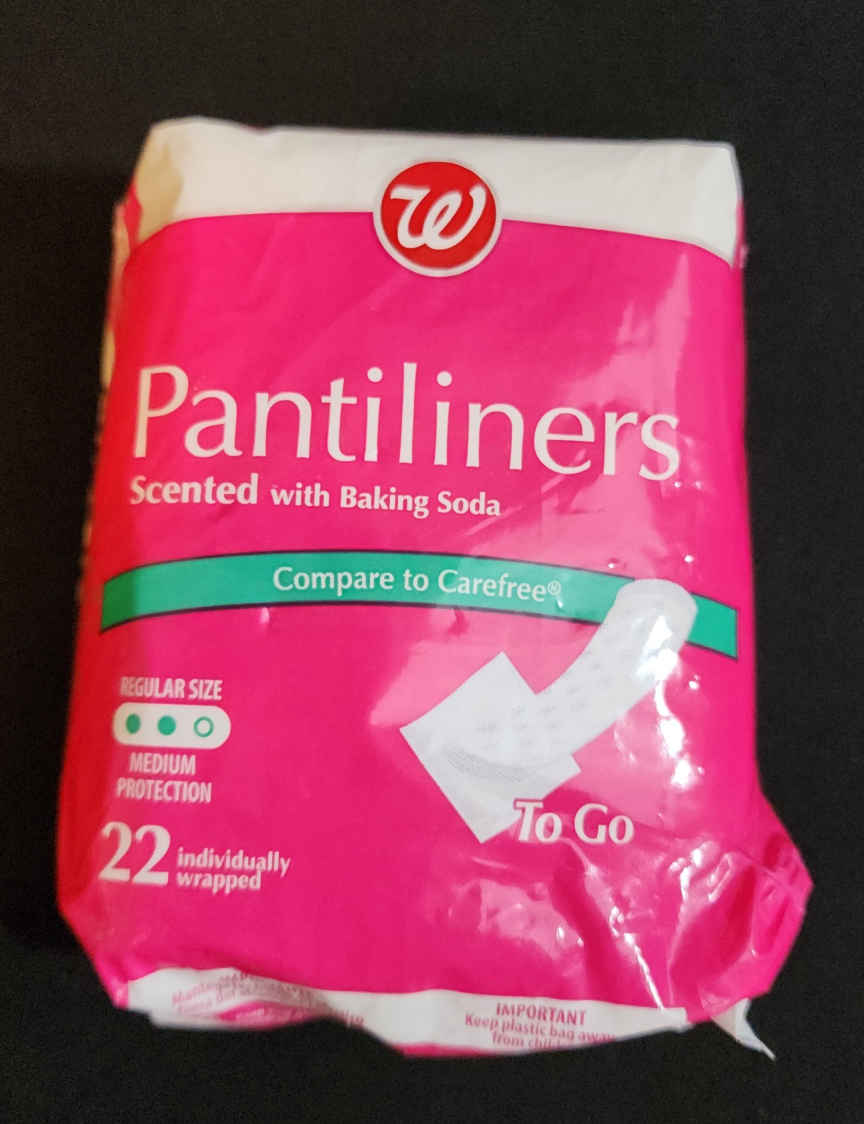 W
Pantiliners
Scented with Baking Soda
Compare to Carefree®
REGULAR SIZE
MEDIUM
PROTECTION
To Go
22 individually
wrapped
IMPORTANT
Keep plastic bag away
from